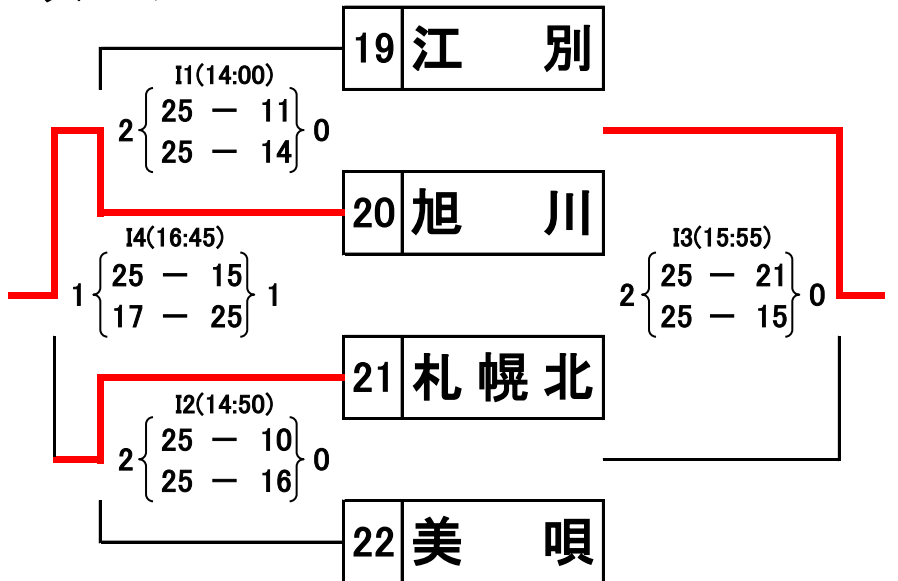 19 江 別
I1(14:00)
2 25 － 11 0
25 － 14
20 旭 川
I4(16:45)
1 25 － 15 1
17 － 25
I3(15:55)
2 25 － 21 0
25 － 15
21 札 幌 北
I2(14:50)
2 25 － 10 0
25 － 16
22 美 唄